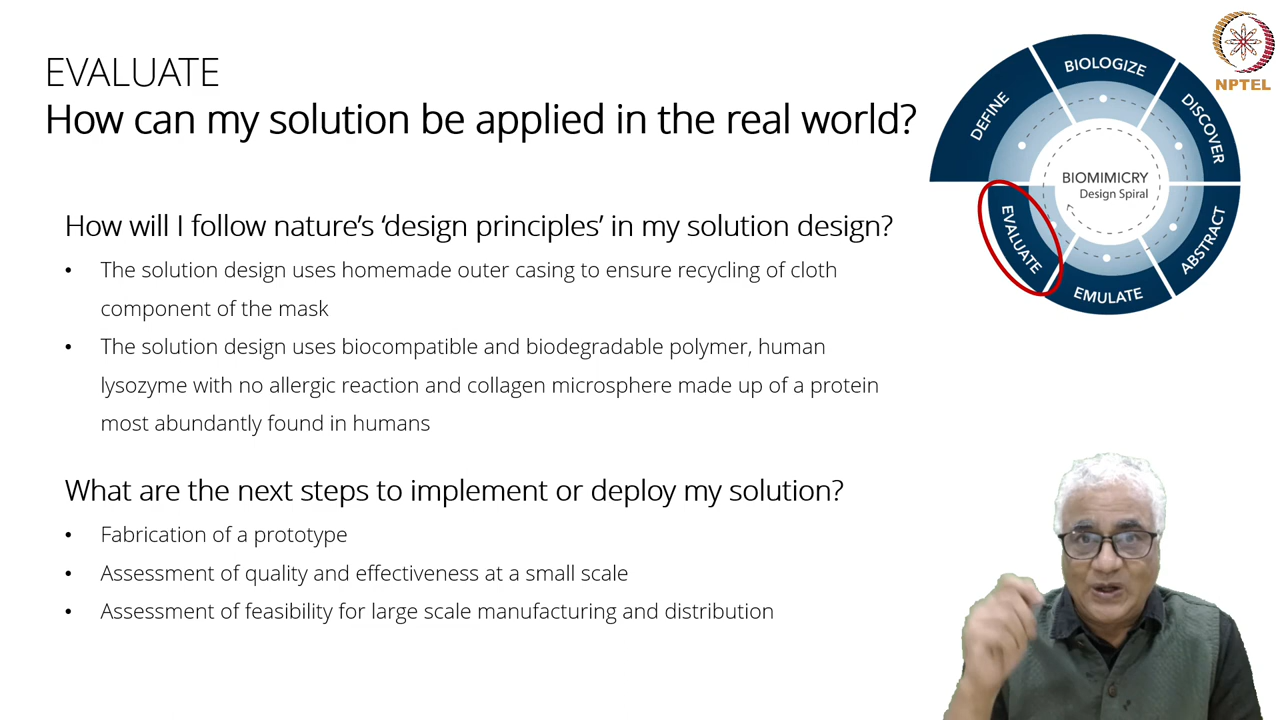 EVALUATE
How can my solution be applied in the real world?
How will I follow nature's 'design principles' in my solution design?
• The solution design uses homemade outer casing to ensure recycling of cloth
component of the mask
• The solution design uses biocompatible and biodegradable polymer, human
lysozyme with no allergic reaction and collagen microsphere made up of a protein
most abundantly found in humans
What are the next steps to implement or deploy my solution?
• Fabrication of a prototype
• Assessment of quality and effectiveness at a small scale
• Assessment of feasibility for large scale manufacturing and distribution
DEFINE
BIOLOGIZE
DISCOVER
ABSTRACT
EMULATE
EVALUATE
BIOMIMICRY
Design Spiral
NPTEL